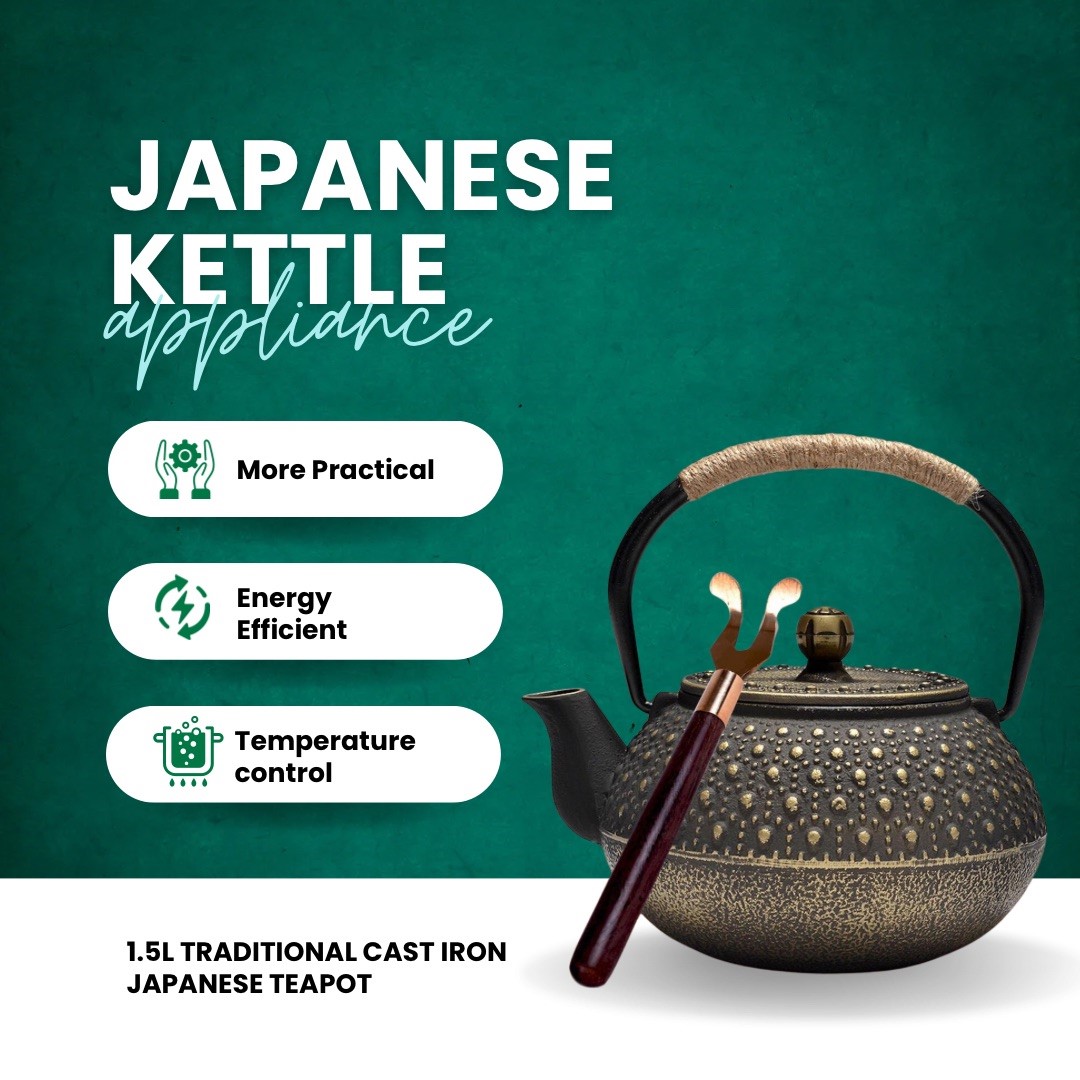 JAPANESE
KETTLE
appliance
More Practical
Energy
Efficient
Temperature
control
1.5L TRADITIONAL CAST IRON
JAPANESE TEAPOT